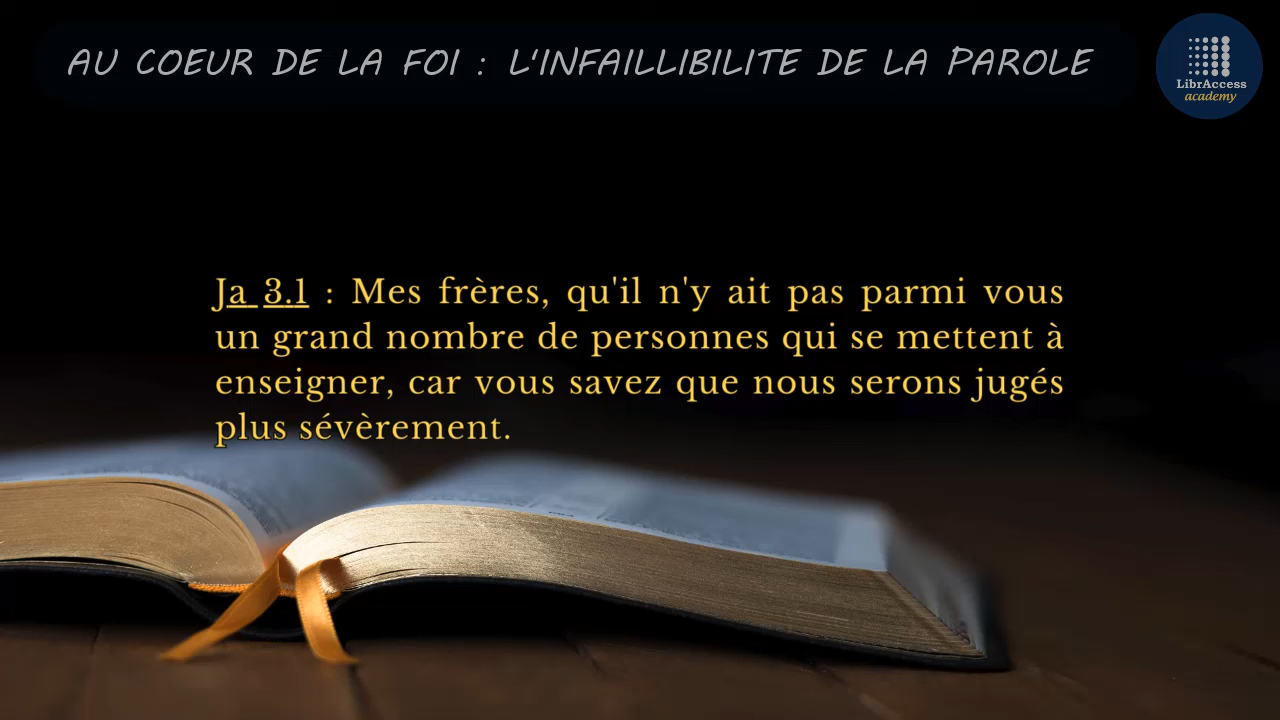 AU COEUR DE LA FOI : L'INFAILLIBILITE DE LA PAROLE
LibrAccess
academy
Ja 3.1 : Mes frères, qu'il n'y ait pas parmi vous
un grand nombre de personnes qui se mettent à
enseigner, car vous savez que nous serons jugés
plus sévèrement.